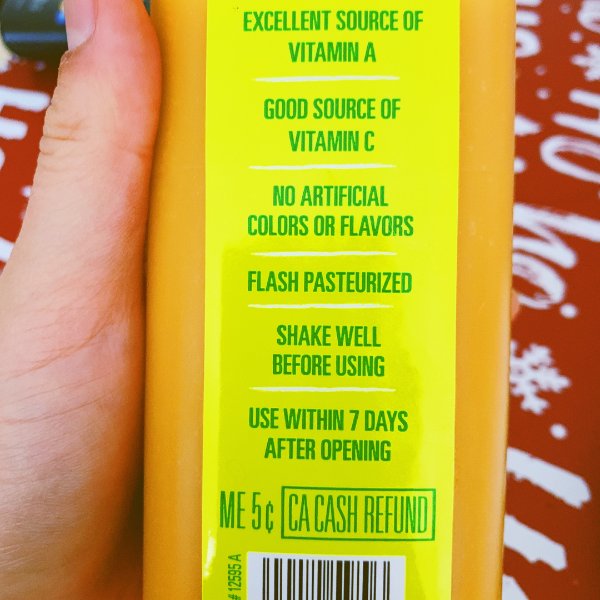 EXCELLENT SOURCE OF
VITAMIN A
GOOD SOURCE OF
VITAMIN C
NO ARTIFICIAL
COLORS OR FLAVORS
FLASH PASTEURIZED
SHAKE WELL
BEFORE USING
USE WITHIN 7 DAYS
AFTER OPENING
ME 5¢ CA CASH REFUND
# 12595 A